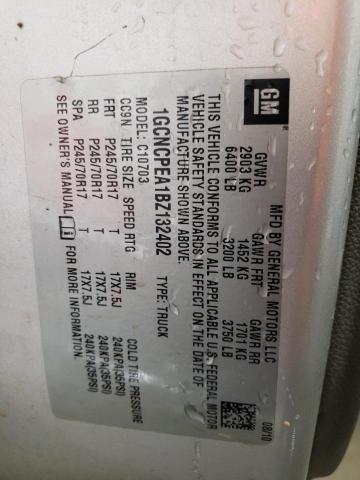 GM
MFD BY GENERAL MOTORS LLC
08/10
GVWR GAWR FRT GAWR RR
2903 KG 1452 KG 1701 KG
6400 LB 3200 LB 3750 LB
THIS VEHICLE CONFORMS TO ALL APPLICABLE U.S. FEDERAL MOTOR
VEHICLE SAFETY STANDARDS IN EFFECT ON THE DATE OF
MANUFACTURE SHOWN ABOVE.
1GCNCPEA1BZ132402 TYPE: TRUCK
C10703
CC9N TIRE SIZE SPEED RTG RIM COLD TIRE PRESSURE
FRT P245/70R17 T 17X7.5J 240KPA(35PSI)
RR P245/70R17 T 17X7.5J 240KPA(35PSI)
SPA P245/70R17 T 17X7.5J 240KPA(35PSI)
SEE OWNERS MANUAL FOR MORE INFORMATION.